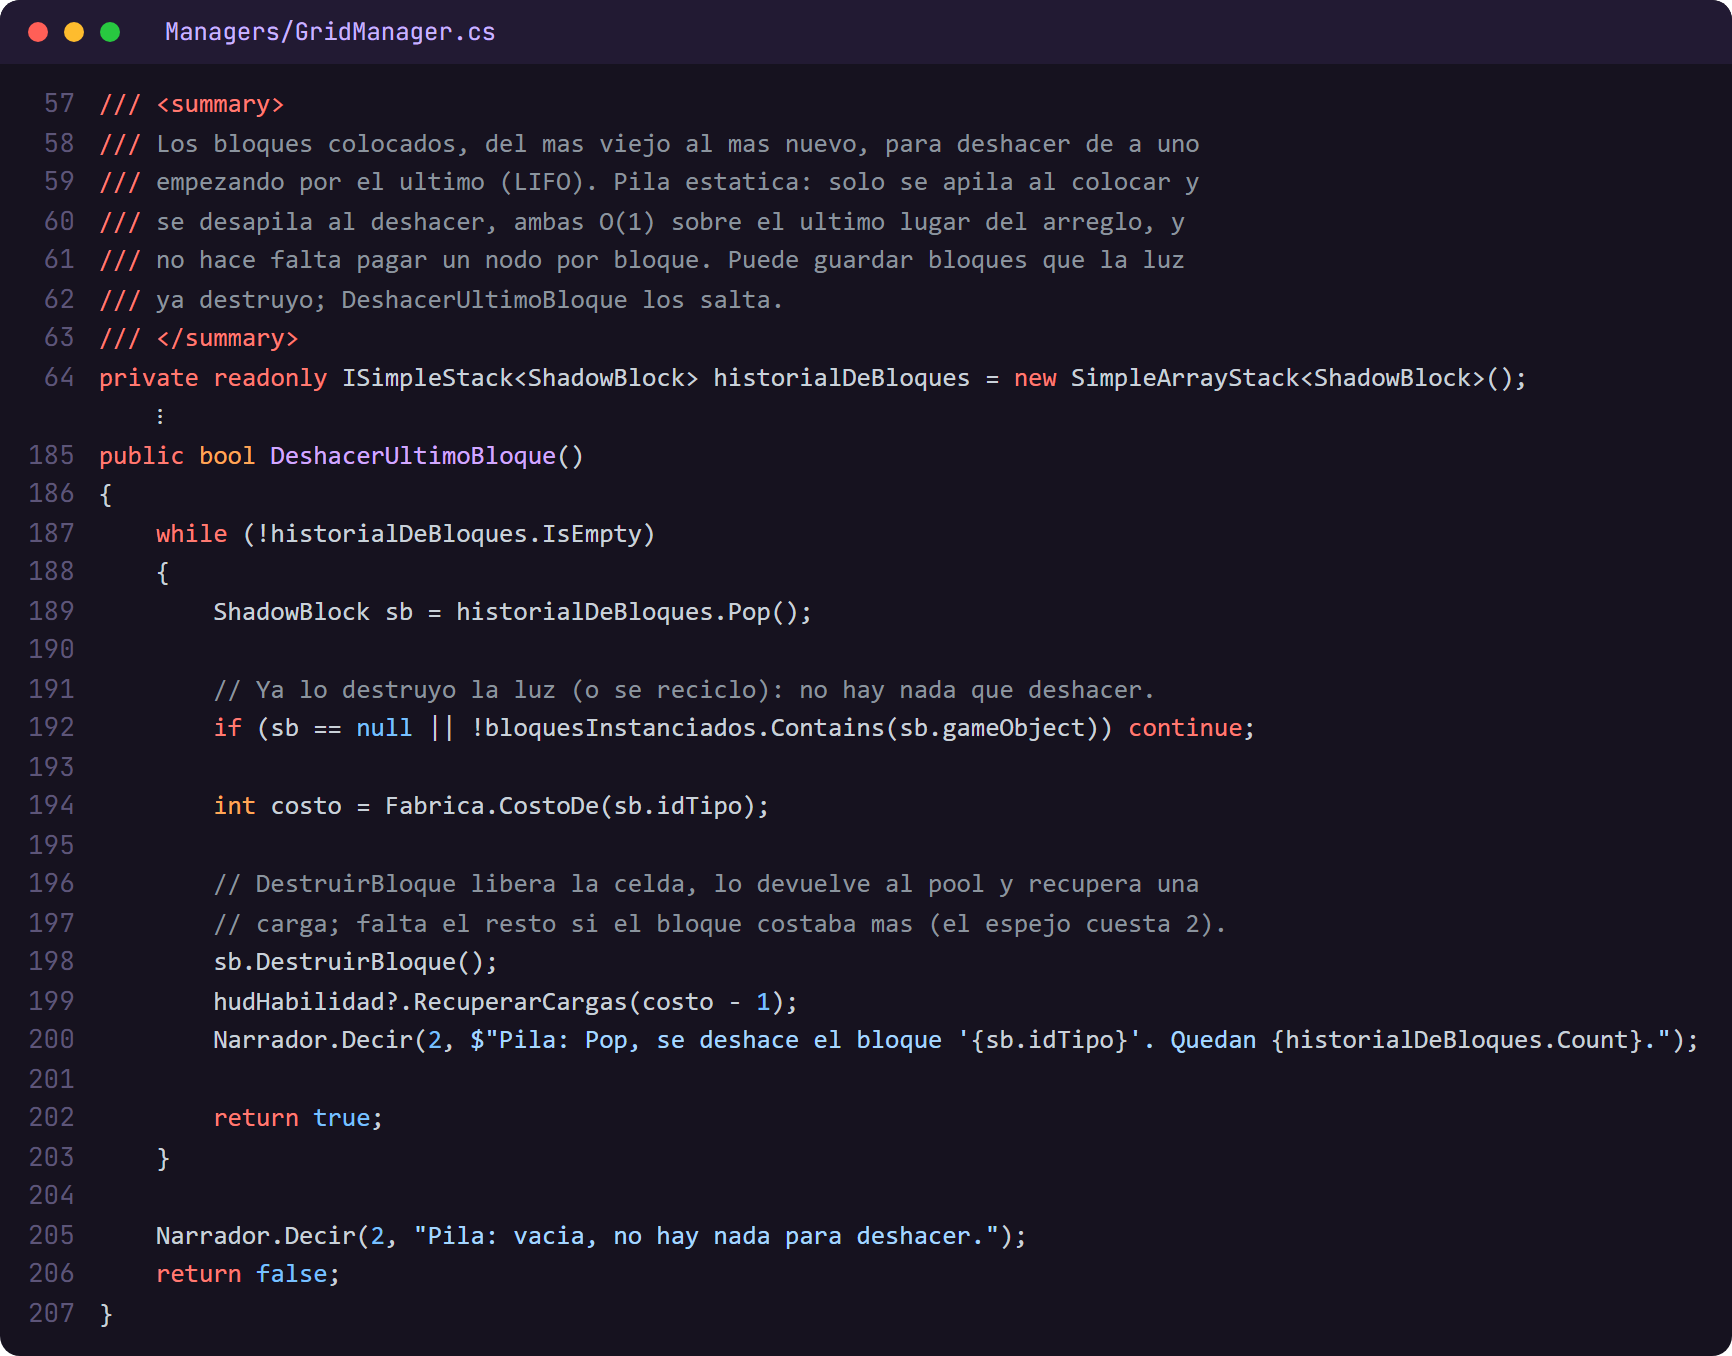 Managers/GridManager.cs
57 /// <summary>
58 /// Los bloques colocados, del mas viejo al mas nuevo, para deshacer de a uno
59 /// empezando por el ultimo (LIFO). Pila estatica: solo se apila al colocar y
60 /// se desapila al deshacer, ambas O(1) sobre el ultimo lugar del arreglo, y
61 /// no hace falta pagar un nodo por bloque. Puede guardar bloques que la luz
62 /// ya destruyo; DeshacerUltimoBloque los salta.
63 /// </summary>
64 private readonly ISimpleStack<ShadowBlock> historialDeBloques = new SimpleArrayStack<ShadowBlock>();
⋮
185 public bool DeshacerUltimoBloque()
186 {
187     while (!historialDeBloques.IsEmpty)
188     {
189         ShadowBlock sb = historialDeBloques.Pop();
190
191         // Ya lo destruyo la luz (o se reciclo): no hay nada que deshacer.
192         if (sb == null || !bloquesInstanciados.Contains(sb.gameObject)) continue;
193
194         int costo = Fabrica.CostoDe(sb.idTipo);
195
196         // DestruirBloque libera la celda, lo devuelve al pool y recupera una
197         // carga; falta el resto si el bloque costaba mas (el espejo cuesta 2).
198         sb.DestruirBloque();
199         hudHabilidad?.RecuperarCargas(costo - 1);
200         Narrador.Decir(2, $"Pila: Pop, se deshace el bloque '{sb.idTipo}'. Quedan {historialDeBloques.Count}.");
201
202         return true;
203     }
204
205     Narrador.Decir(2, "Pila: vacia, no hay nada para deshacer.");
206     return false;
207 }